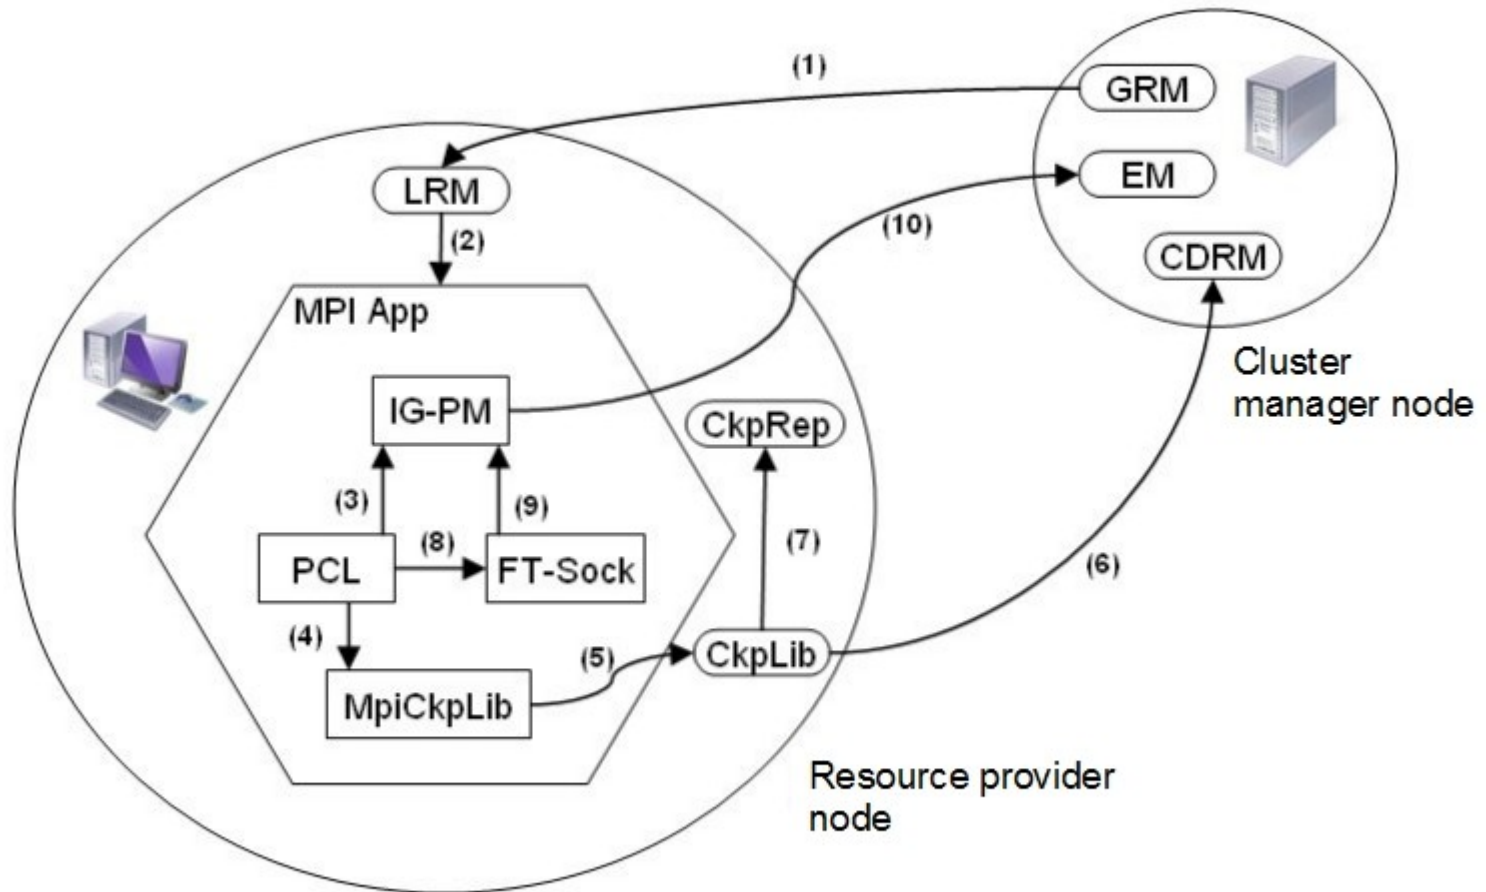 (1)
GRM
LRM
EM
(2)
(10)
CDRM
MPI App
Cluster
manager node
IG-PM
CkpRep
(3)
(9)
(8)
(7)
(6)
PCL
FT-Sock
(4)
(5)
CkpLib
MpiCkpLib
Resource provider
node